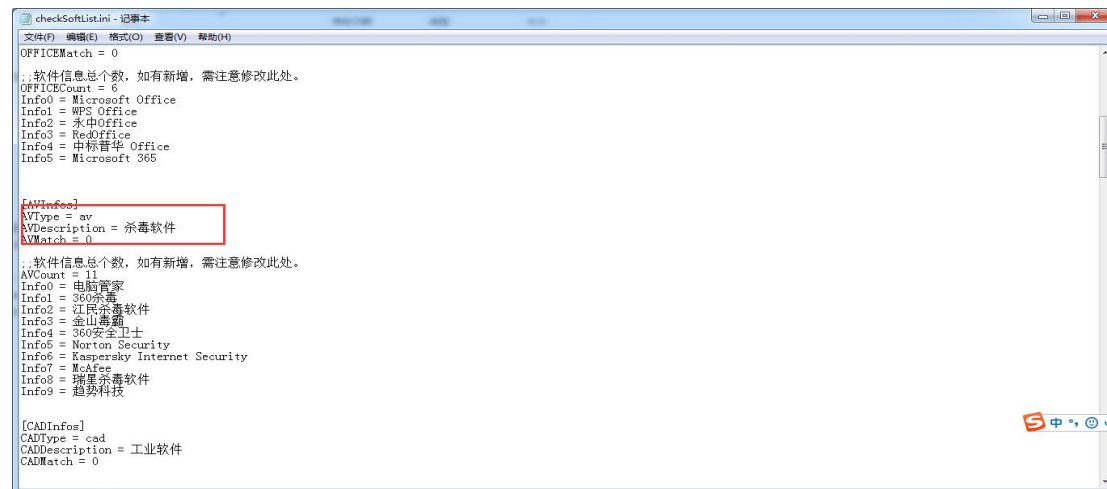 checkSoftList.ini - 记事本
文件(F) 编辑(E) 格式(O) 查看(V) 帮助(H)
OFFICEMatch = 0
;;软件信息总个数，如有新增，需注意修改此处。
OFFICECount = 6
Info0 = Microsoft Office
Info1 = WPS Office
Info2 = 永中Office
Info3 = RedOffice
Info4 = 中标普华 Office
Info5 = Microsoft 365
[AVInfos]
AVType = av
AVDescription = 杀毒软件
AVMatch = 0
;;软件信息总个数，如有新增，需注意修改此处。
AVCount = 11
Info0 = 电脑管家
Info1 = 360杀毒
Info2 = 江民杀毒软件
Info3 = 金山毒霸
Info4 = 360安全卫士
Info5 = Norton Security
Info6 = Kaspersky Internet Security
Info7 = McAfee
Info8 = 瑞星杀毒软件
Info9 = 趋势科技
[CADInfos]
CADType = cad
CADDescription = 工业软件
CADMatch = 0
S 中